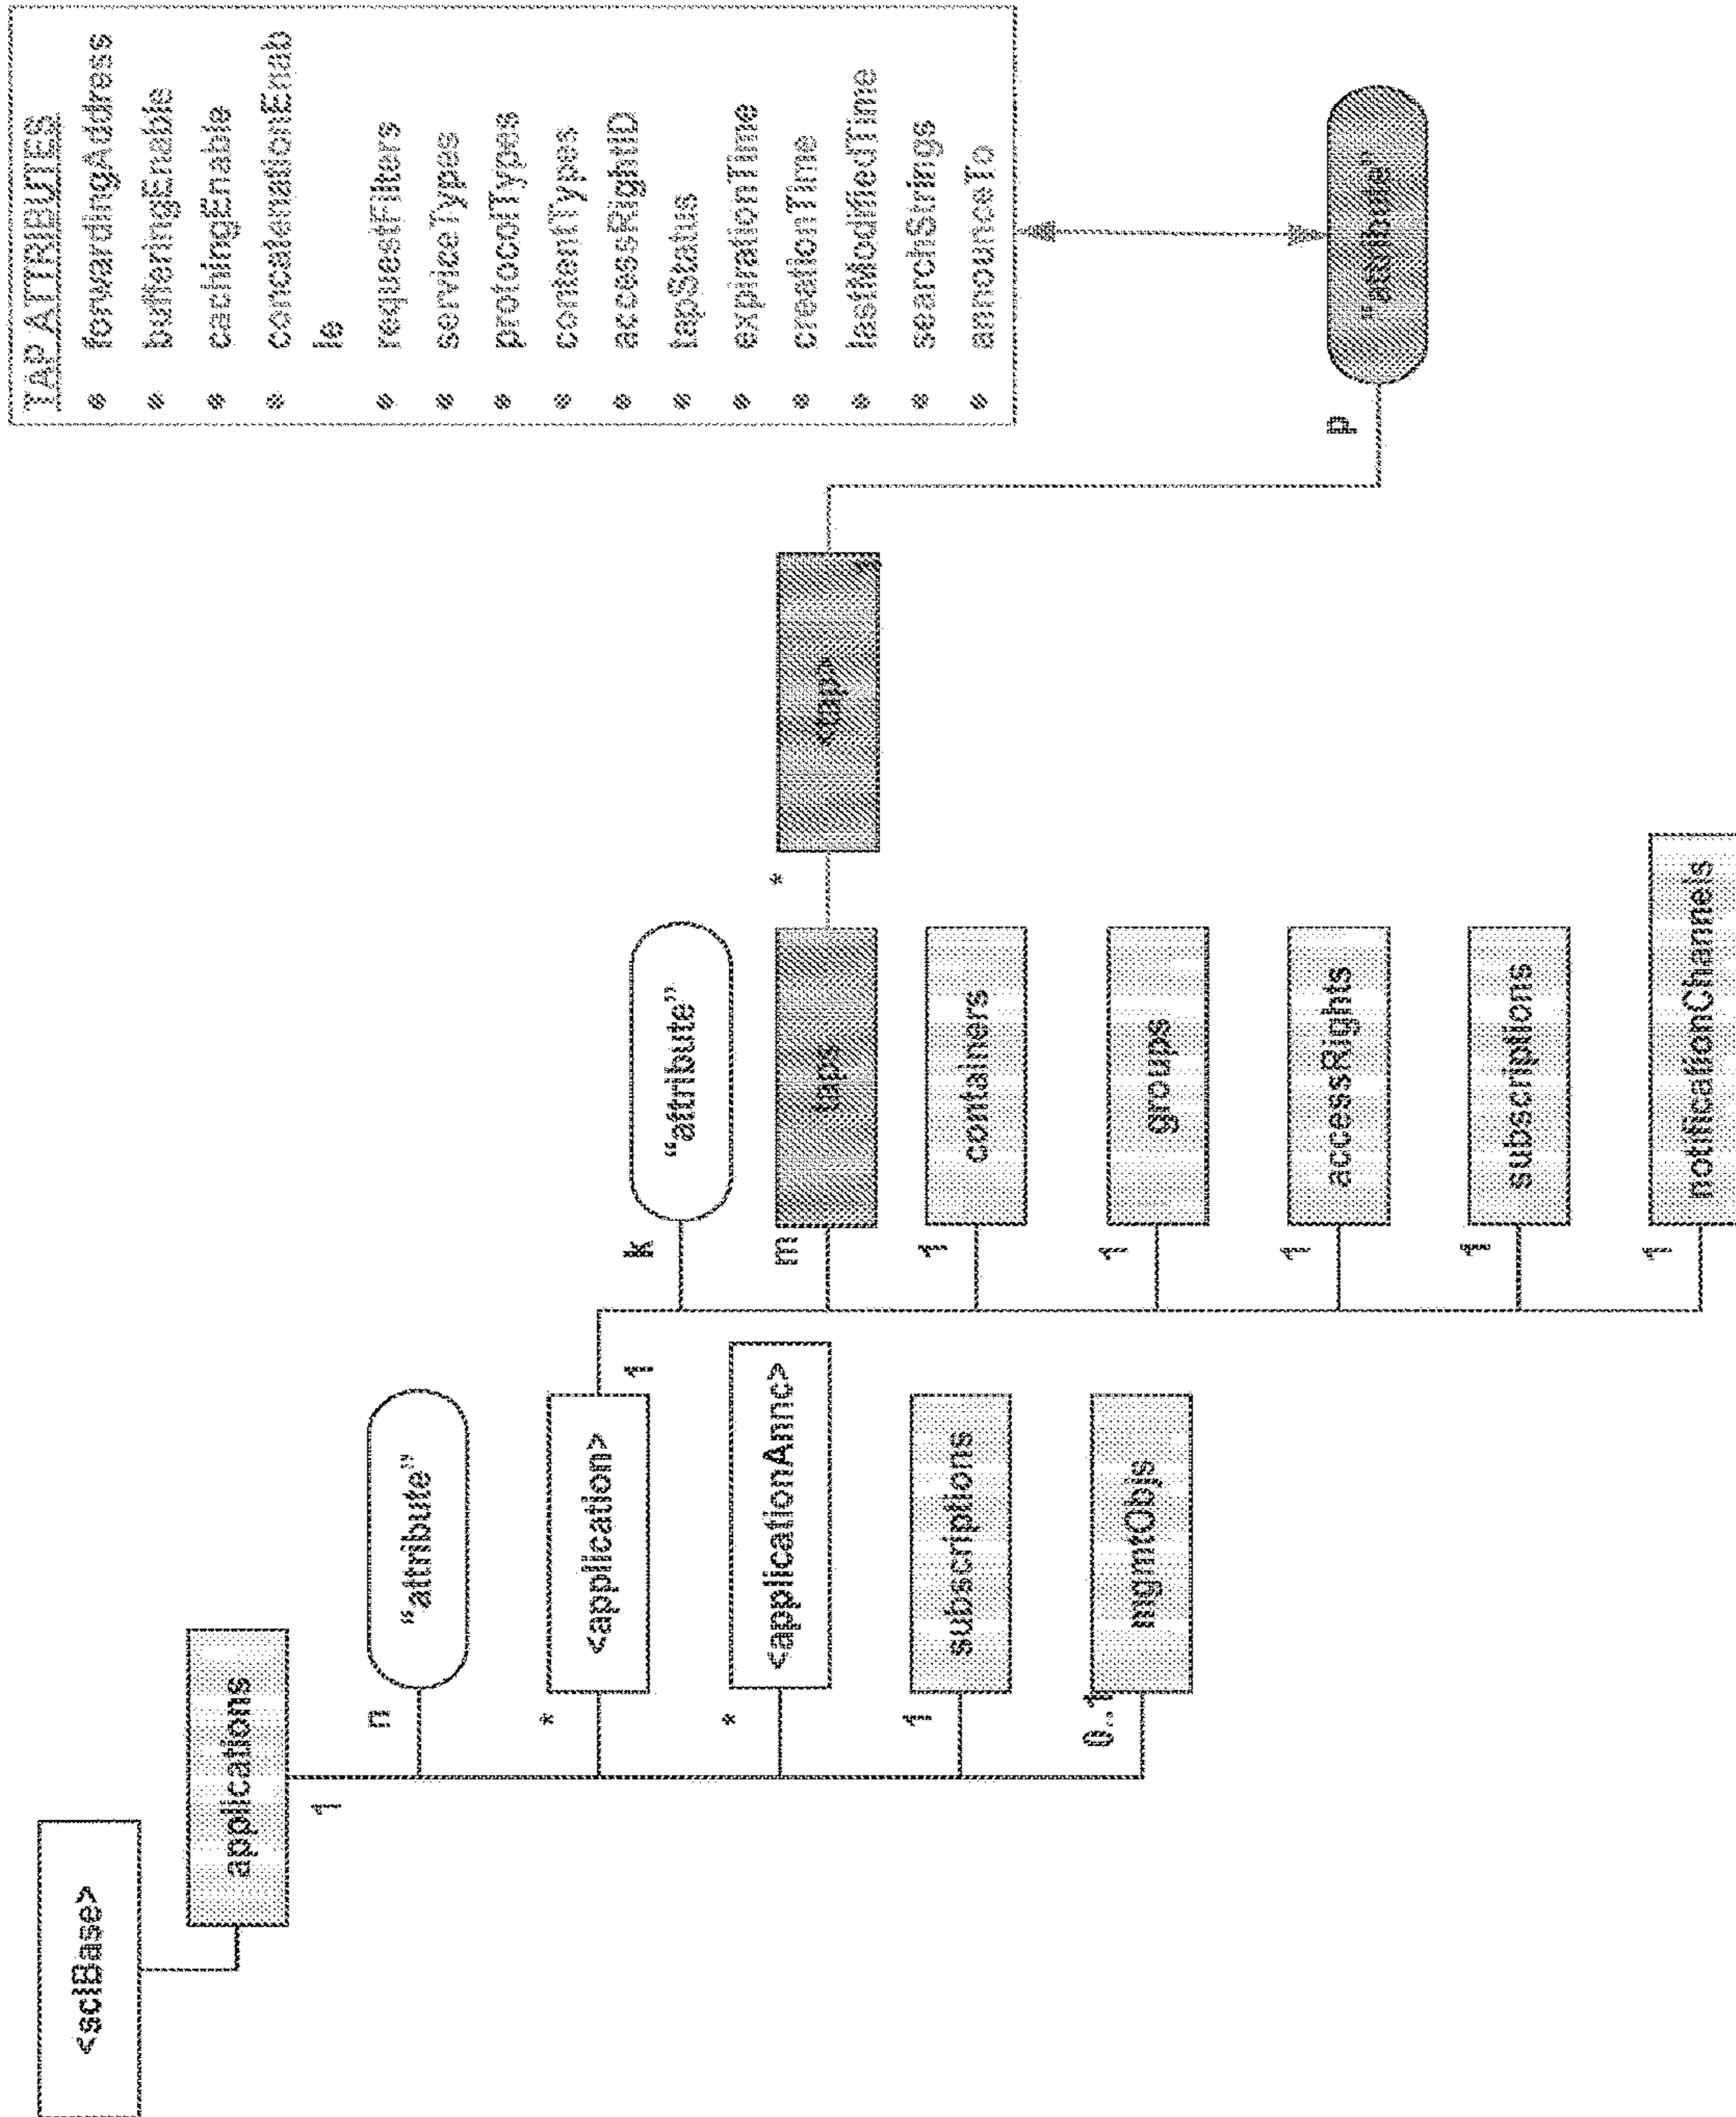 <sclBase>
applications
1
n
"attribute"
*
<application>
1
*
<applicationAnnc>
1
subscriptions
0..1
mgmtObjs
k
"attribute"
m
taps
1
containers
1
groups
1
accessRights
1
subscriptions
1
notificationChannels
*
<tap>
p
"attribute"
TAP ATTRIBUTES
• forwardingAddress
• bufferingEnable
• cachingEnable
• concatenationEnab
le
• requestFilters
• serviceTypes
• protocolTypes
• contentTypes
• accessRightID
• tapStatus
• expirationTime
• creationTime
• lastModifiedTime
• searchStrings
• announceTo